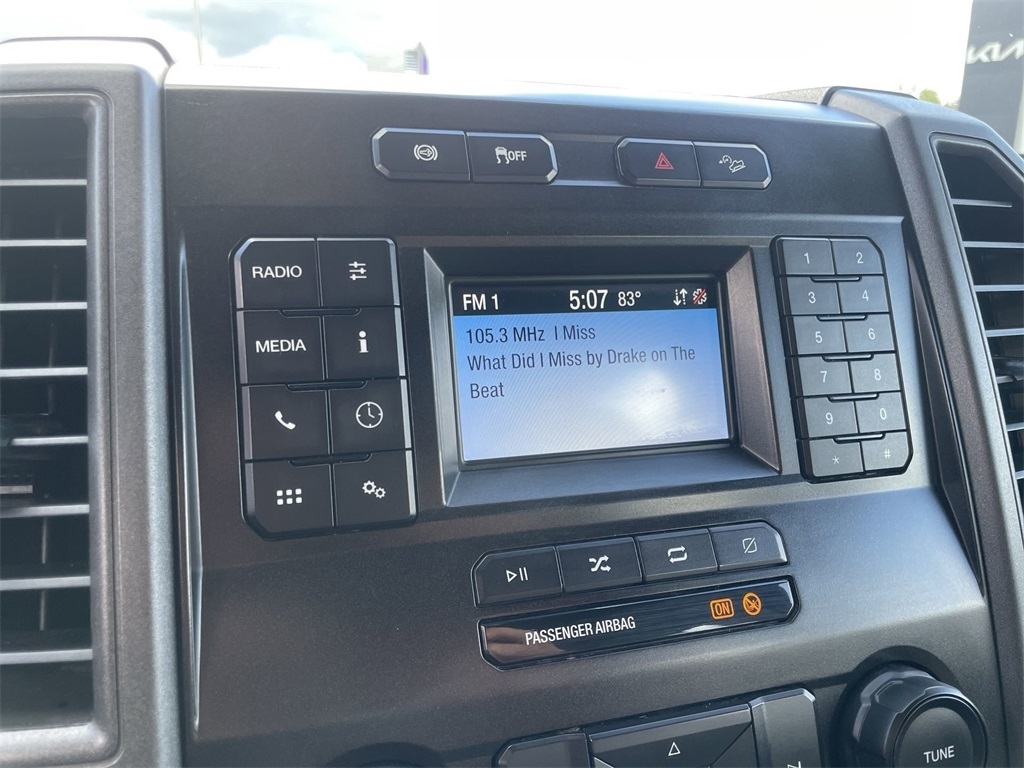 KIA
OFF
RADIO
MEDIA
FM 1 5:07 83°
105.3 MHz I Miss
What Did I Miss by Drake on The
Beat
1 2
3 4
5 6
7 8
9 0
* #
PASSENGER AIRBAG ON
TUNE